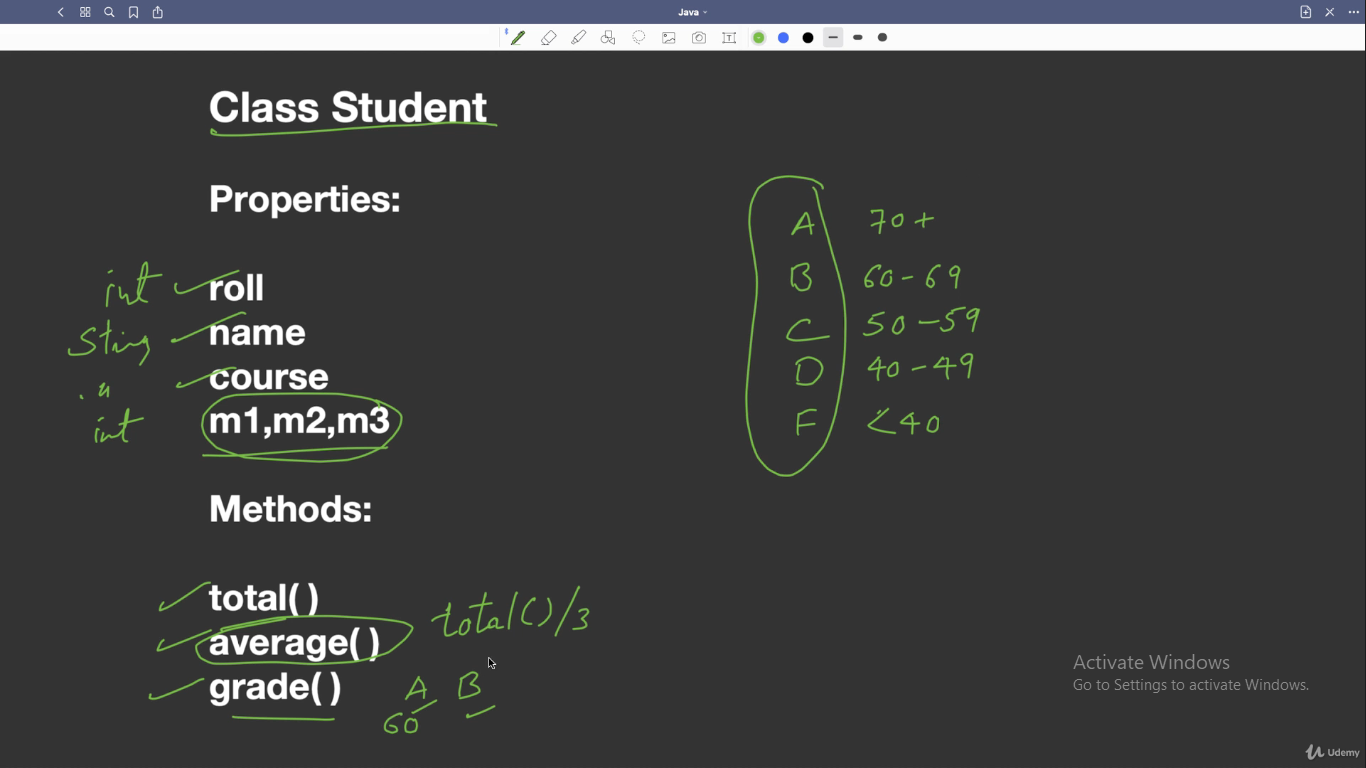 Java
Class Student
Properties:
int roll
String name
" course
int m1,m2,m3
Methods:
total( )
average( ) total()/3
grade( ) A B
60
A 70+
B 60-69
C 50-59
D 40-49
F <40
Activate Windows
Go to Settings to activate Windows.
Udemy